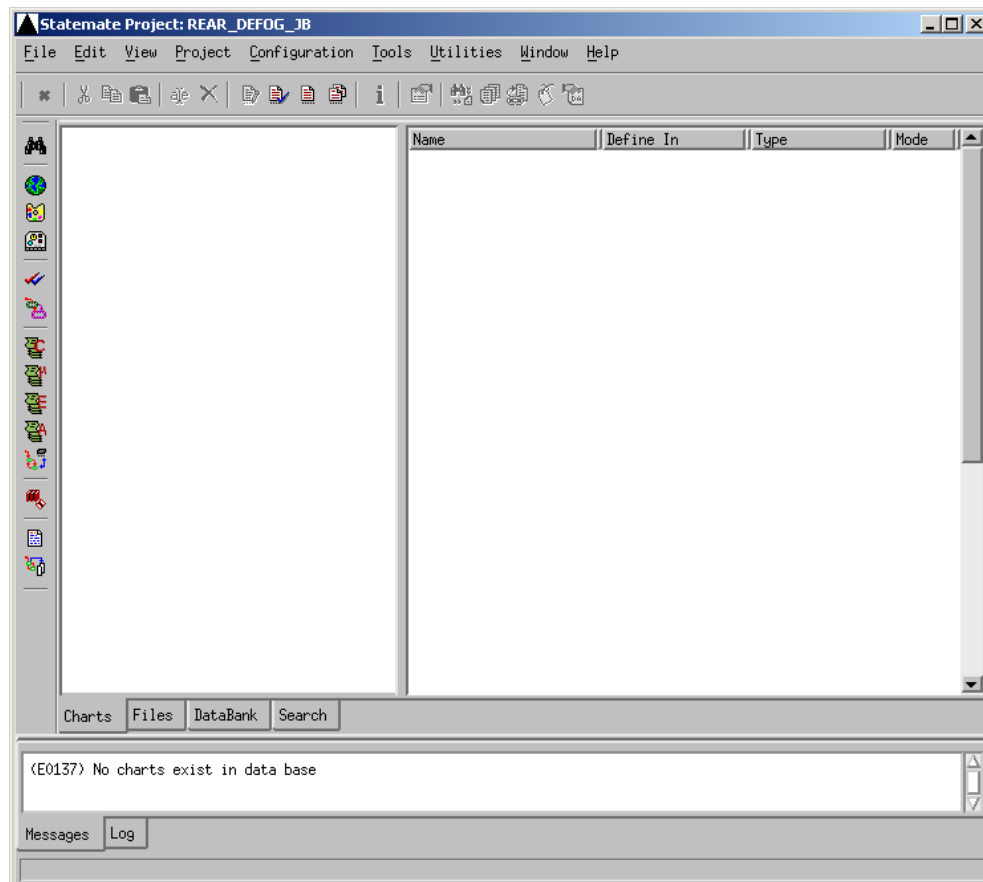 Statemate Project: REAR_DEFOG_JB
File Edit View Project Configuration Tools Utilities Window Help
Name Define In Type Mode
Charts Files DataBank Search
(E0137) No charts exist in data base
Messages Log